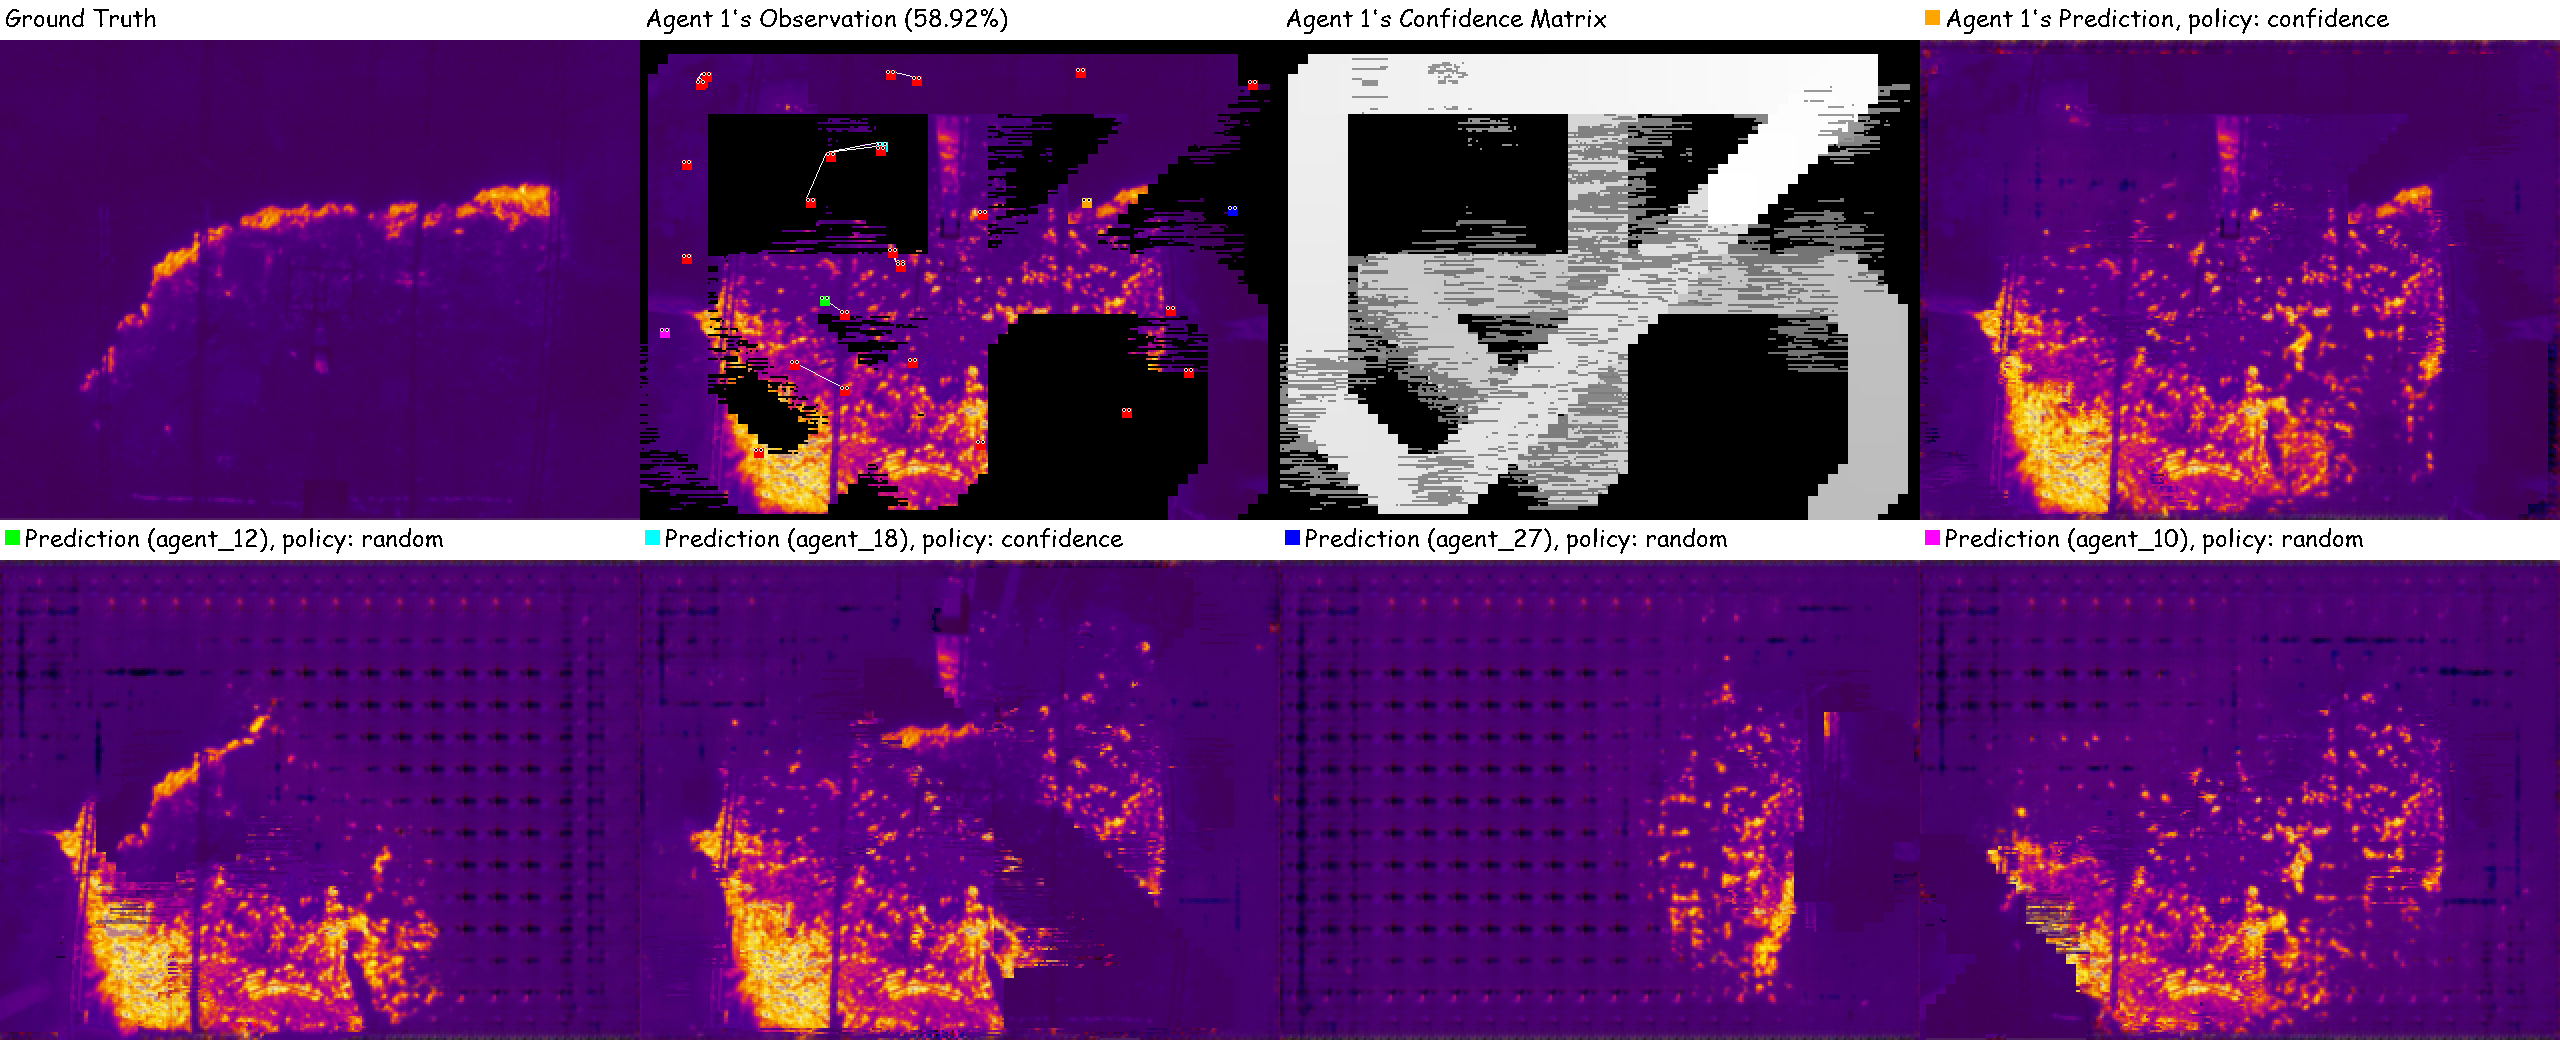 Ground Truth
Agent 1's Observation (58.92%)
Agent 1's Confidence Matrix
Agent 1's Prediction, policy: confidence
Prediction (agent_12), policy: random
Prediction (agent_18), policy: confidence
Prediction (agent_27), policy: random
Prediction (agent_10), policy: random